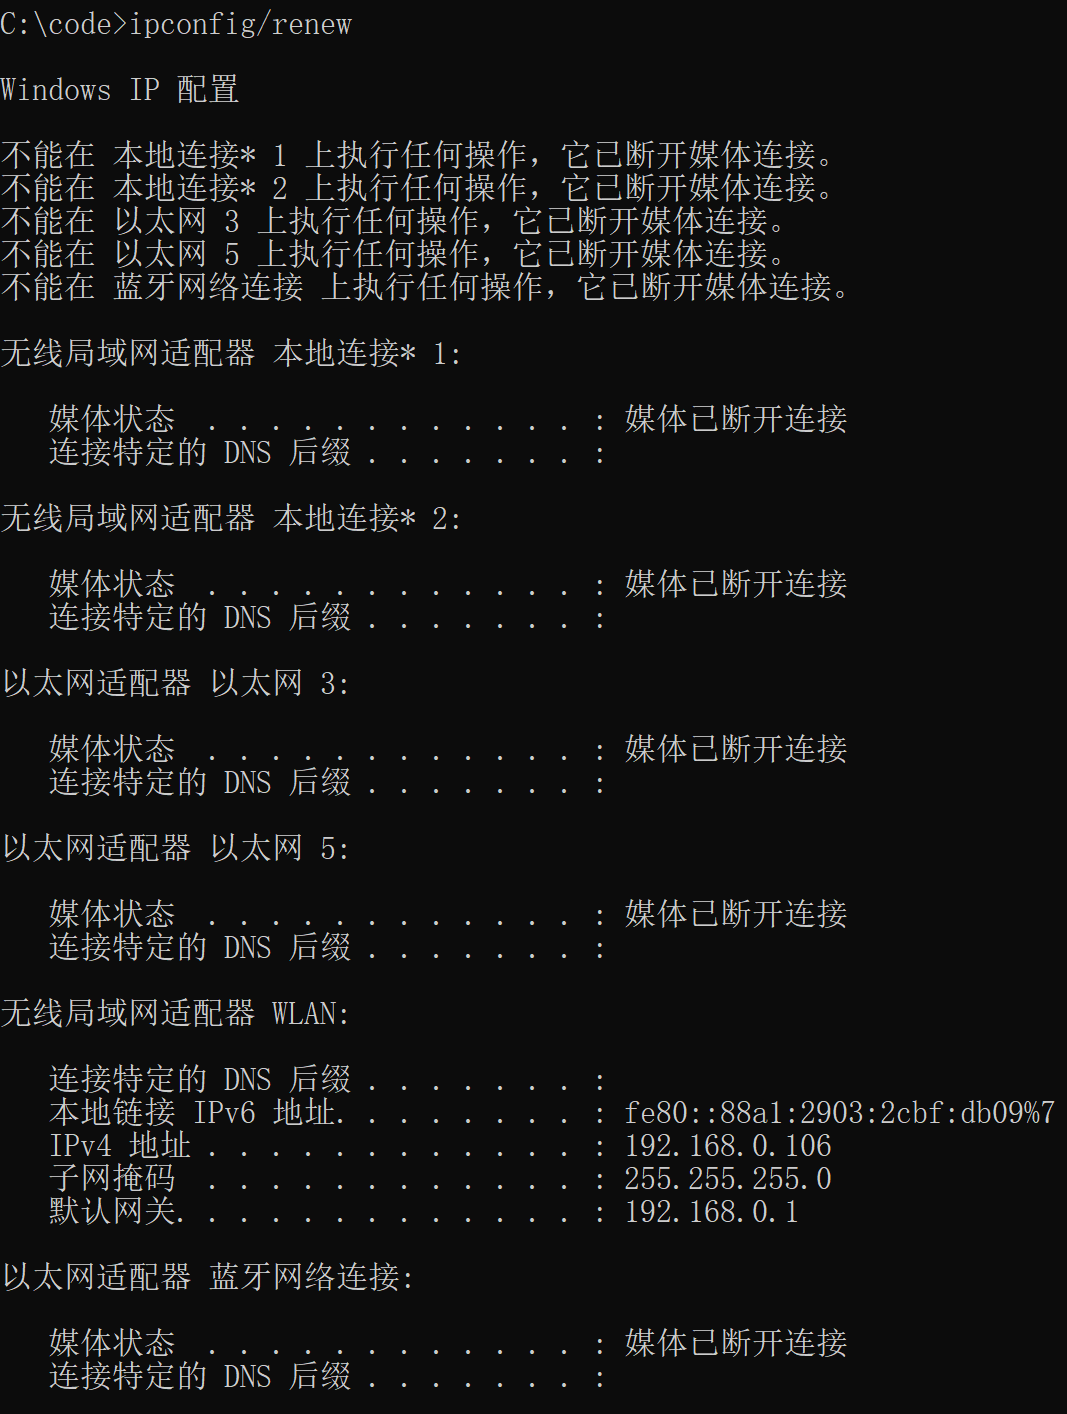 C:\code>ipconfig/renew
Windows IP 配置
不能在 本地连接* 1 上执行任何操作，它已断开媒体连接。
不能在 本地连接* 2 上执行任何操作，它已断开媒体连接。
不能在 以太网 3 上执行任何操作，它已断开媒体连接。
不能在 以太网 5 上执行任何操作，它已断开媒体连接。
不能在 蓝牙网络连接 上执行任何操作，它已断开媒体连接。
无线局域网适配器 本地连接* 1:
媒体状态  . . . . . . . . . . . . . : 媒体已断开连接
连接特定的 DNS 后缀 . . . . . . . :
无线局域网适配器 本地连接* 2:
媒体状态  . . . . . . . . . . . . . : 媒体已断开连接
连接特定的 DNS 后缀 . . . . . . . :
以太网适配器 以太网 3:
媒体状态  . . . . . . . . . . . . . : 媒体已断开连接
连接特定的 DNS 后缀 . . . . . . . :
以太网适配器 以太网 5:
媒体状态  . . . . . . . . . . . . . : 媒体已断开连接
连接特定的 DNS 后缀 . . . . . . . :
无线局域网适配器 WLAN:
连接特定的 DNS 后缀 . . . . . . . :
本地链接 IPv6 地址. . . . . . . . . : fe80::88a1:2903:2cbf:db09%7
IPv4 地址 . . . . . . . . . . . . . : 192.168.0.106
子网掩码  . . . . . . . . . . . . . : 255.255.255.0
默认网关. . . . . . . . . . . . . . : 192.168.0.1
以太网适配器 蓝牙网络连接:
媒体状态  . . . . . . . . . . . . . : 媒体已断开连接
连接特定的 DNS 后缀 . . . . . . . :